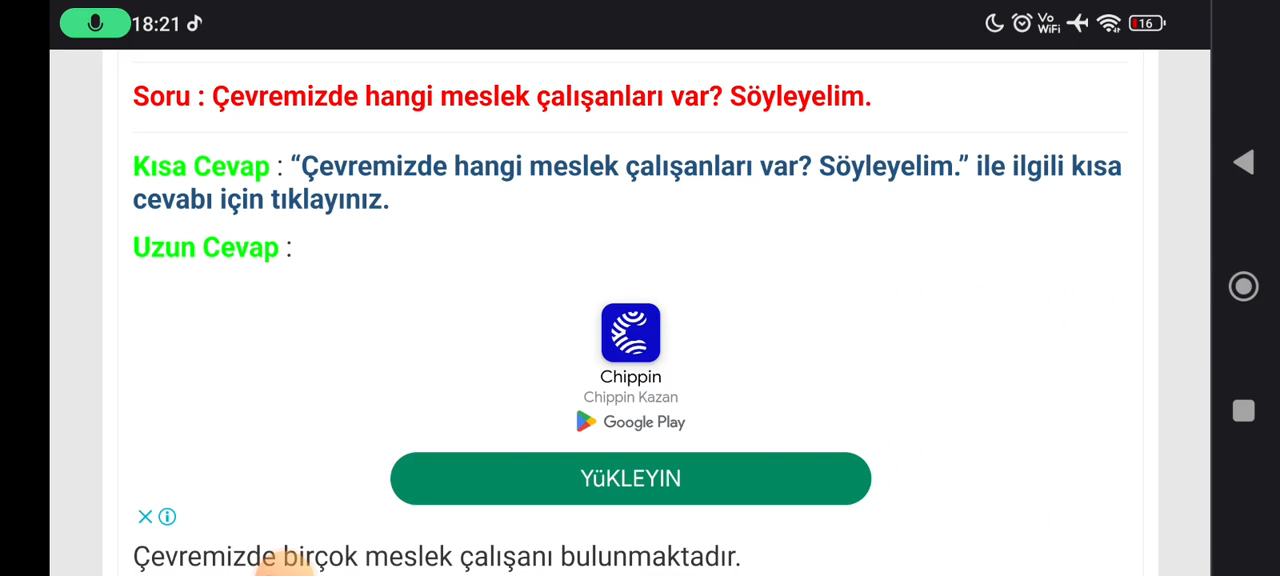 18:21
Vo
WiFi
16
Soru : Çevremizde hangi meslek çalışanları var? Söyleyelim.
Kısa Cevap : “Çevremizde hangi meslek çalışanları var? Söyleyelim.” ile ilgili kısa
cevabı için tıklayınız.
Uzun Cevap :
Chippin
Chippin Kazan
Google Play
YüKLEYIN
Çevremizde birçok meslek çalışanı bulunmaktadır.